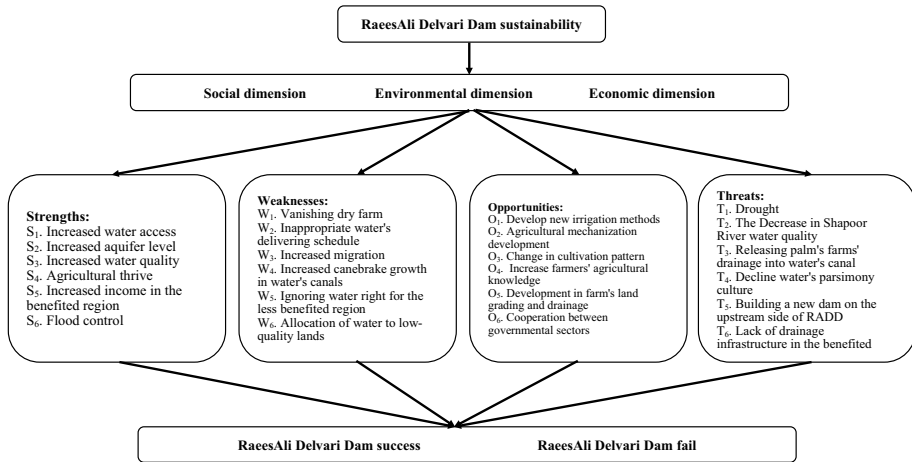 RaeesAli Delvari Dam sustainability
Social dimension Environmental dimension Economic dimension
Strengths:
S₁. Increased water access
S₂. Increased aquifer level
S₃. Increased water quality
S₄. Agricultural thrive
S₅. Increased income in the
benefited region
S₆. Flood control
Weaknesses:
W₁. Vanishing dry farm
W₂. Inappropriate water's
delivering schedule
W₃. Increased migration
W₄. Increased canebrake growth
in water's canals
W₅. Ignoring water right for the
less benefited region
W₆. Allocation of water to low-
quality lands
Opportunities:
O₁. Develop new irrigation methods
O₂. Agricultural mechanization
development
O₃. Change in cultivation pattern
O₄. Increase farmers' agricultural
knowledge
O₅. Development in farm's land
grading and drainage
O₆. Cooperation between
governmental sectors
Threats:
T₁. Drought
T₂. The Decrease in Shapoor
River water quality
T₃. Releasing palm's farms'
drainage into water's canal
T₄. Decline water's parsimony
culture
T₅. Building a new dam on the
upstream side of RADD
T₆. Lack of drainage
infrastructure in the benefited
RaeesAli Delvari Dam success RaeesAli Delvari Dam fail